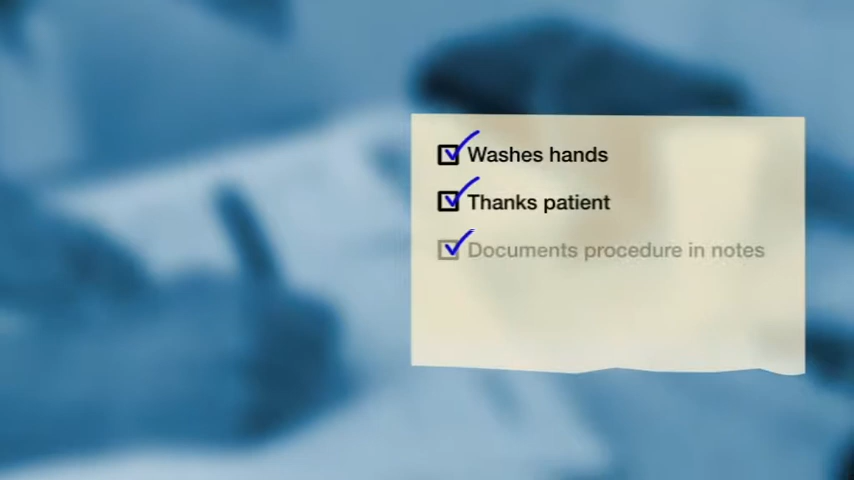 Washes hands
Thanks patient
Documents procedure in notes